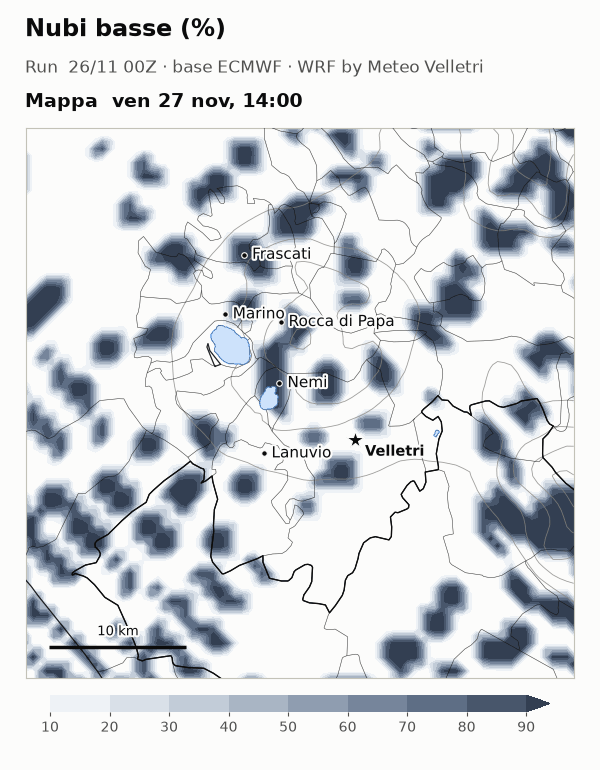 Nubi basse (%)
Run  26/11 00Z · base ECMWF · WRF by Meteo Velletri
Mappa  ven 27 nov, 14:00
Frascati
Marino
Rocca di Papa
Nemi
Velletri
Lanuvio
10 km
10 20 30 40 50 60 70 80 90